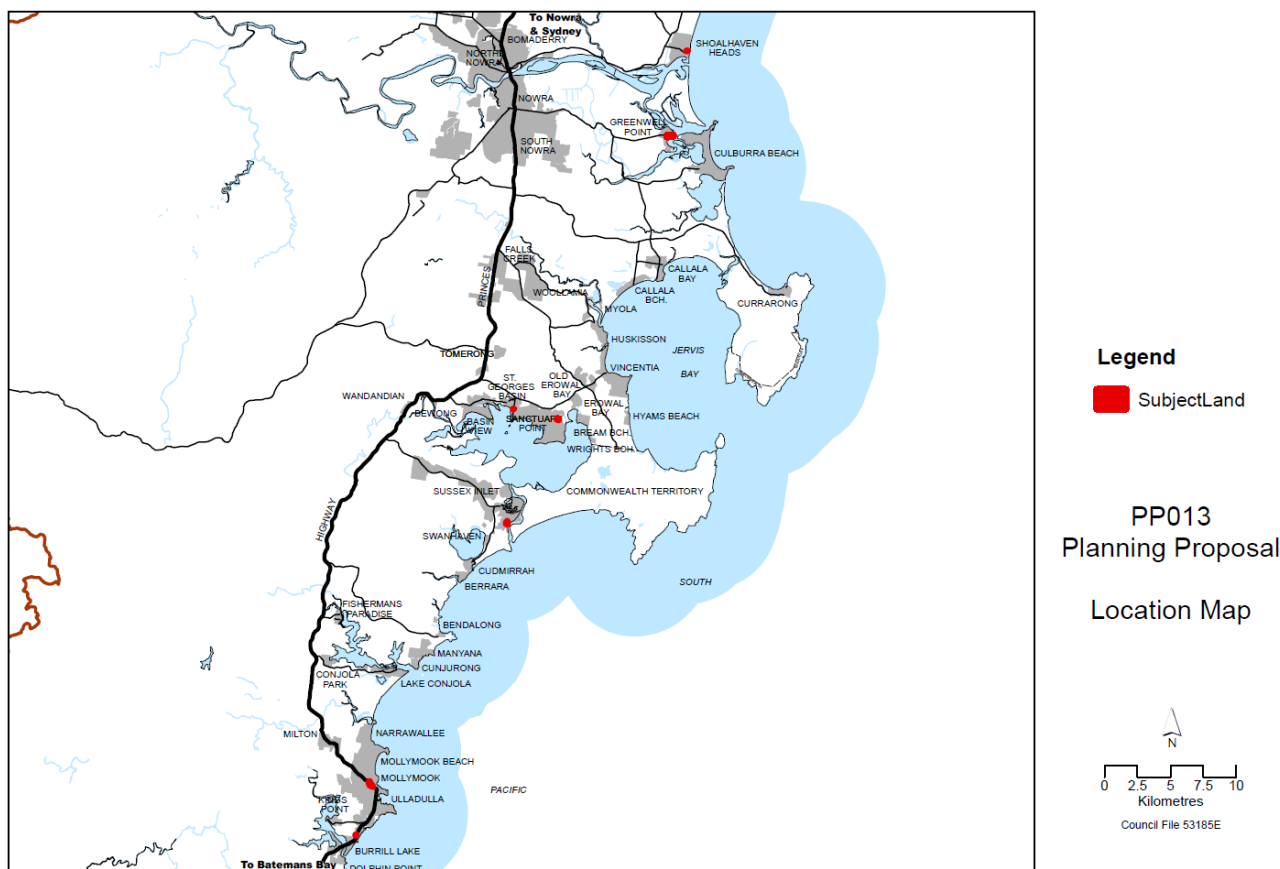 To Nowra
& Sydney
BOMADERRY
NORTH
NOWRA
SHOALHAVEN
HEADS
NOWRA
GREENWELL
POINT
SOUTH
NOWRA
CULBURRA BEACH
FALLS
CREEK
CALLALA
BAY
WOOLLAMIA
CALLALA
BCH.
CURRARONG
PRINCES
MYOLA
HUSKISSON
JERVIS
BAY
TOMERONG
VINCENTIA
ST.
GEORGES
BASIN
OLD
EROWAL
BAY
WANDANDIAN
BEWONG
EROWAL
BAY
HYAMS BEACH
BASIN
VIEW
SANCTUARY
POINT
BREAM BCH.
WRIGHTS BCH.
SUSSEX INLET
COMMONWEALTH TERRITORY
HIGHWAY
SWANHAVEN
CUDMIRRAH
BERRARA
SOUTH
FISHERMANS
PARADISE
BENDALONG
MANYANA
CUNJURONG
CONJOLA
PARK
LAKE CONJOLA
MILTON
NARRAWALLEE
MOLLYMOOK BEACH
MOLLYMOOK
PACIFIC
KINGS
POINT
ULLADULLA
BURRILL LAKE
To Batemans Bay
DOLPHIN POINT
Legend
SubjectLand
PP013
Planning Proposal
Location Map
N
0 2.5 5 7.5 10
Kilometres
Council File 53185E